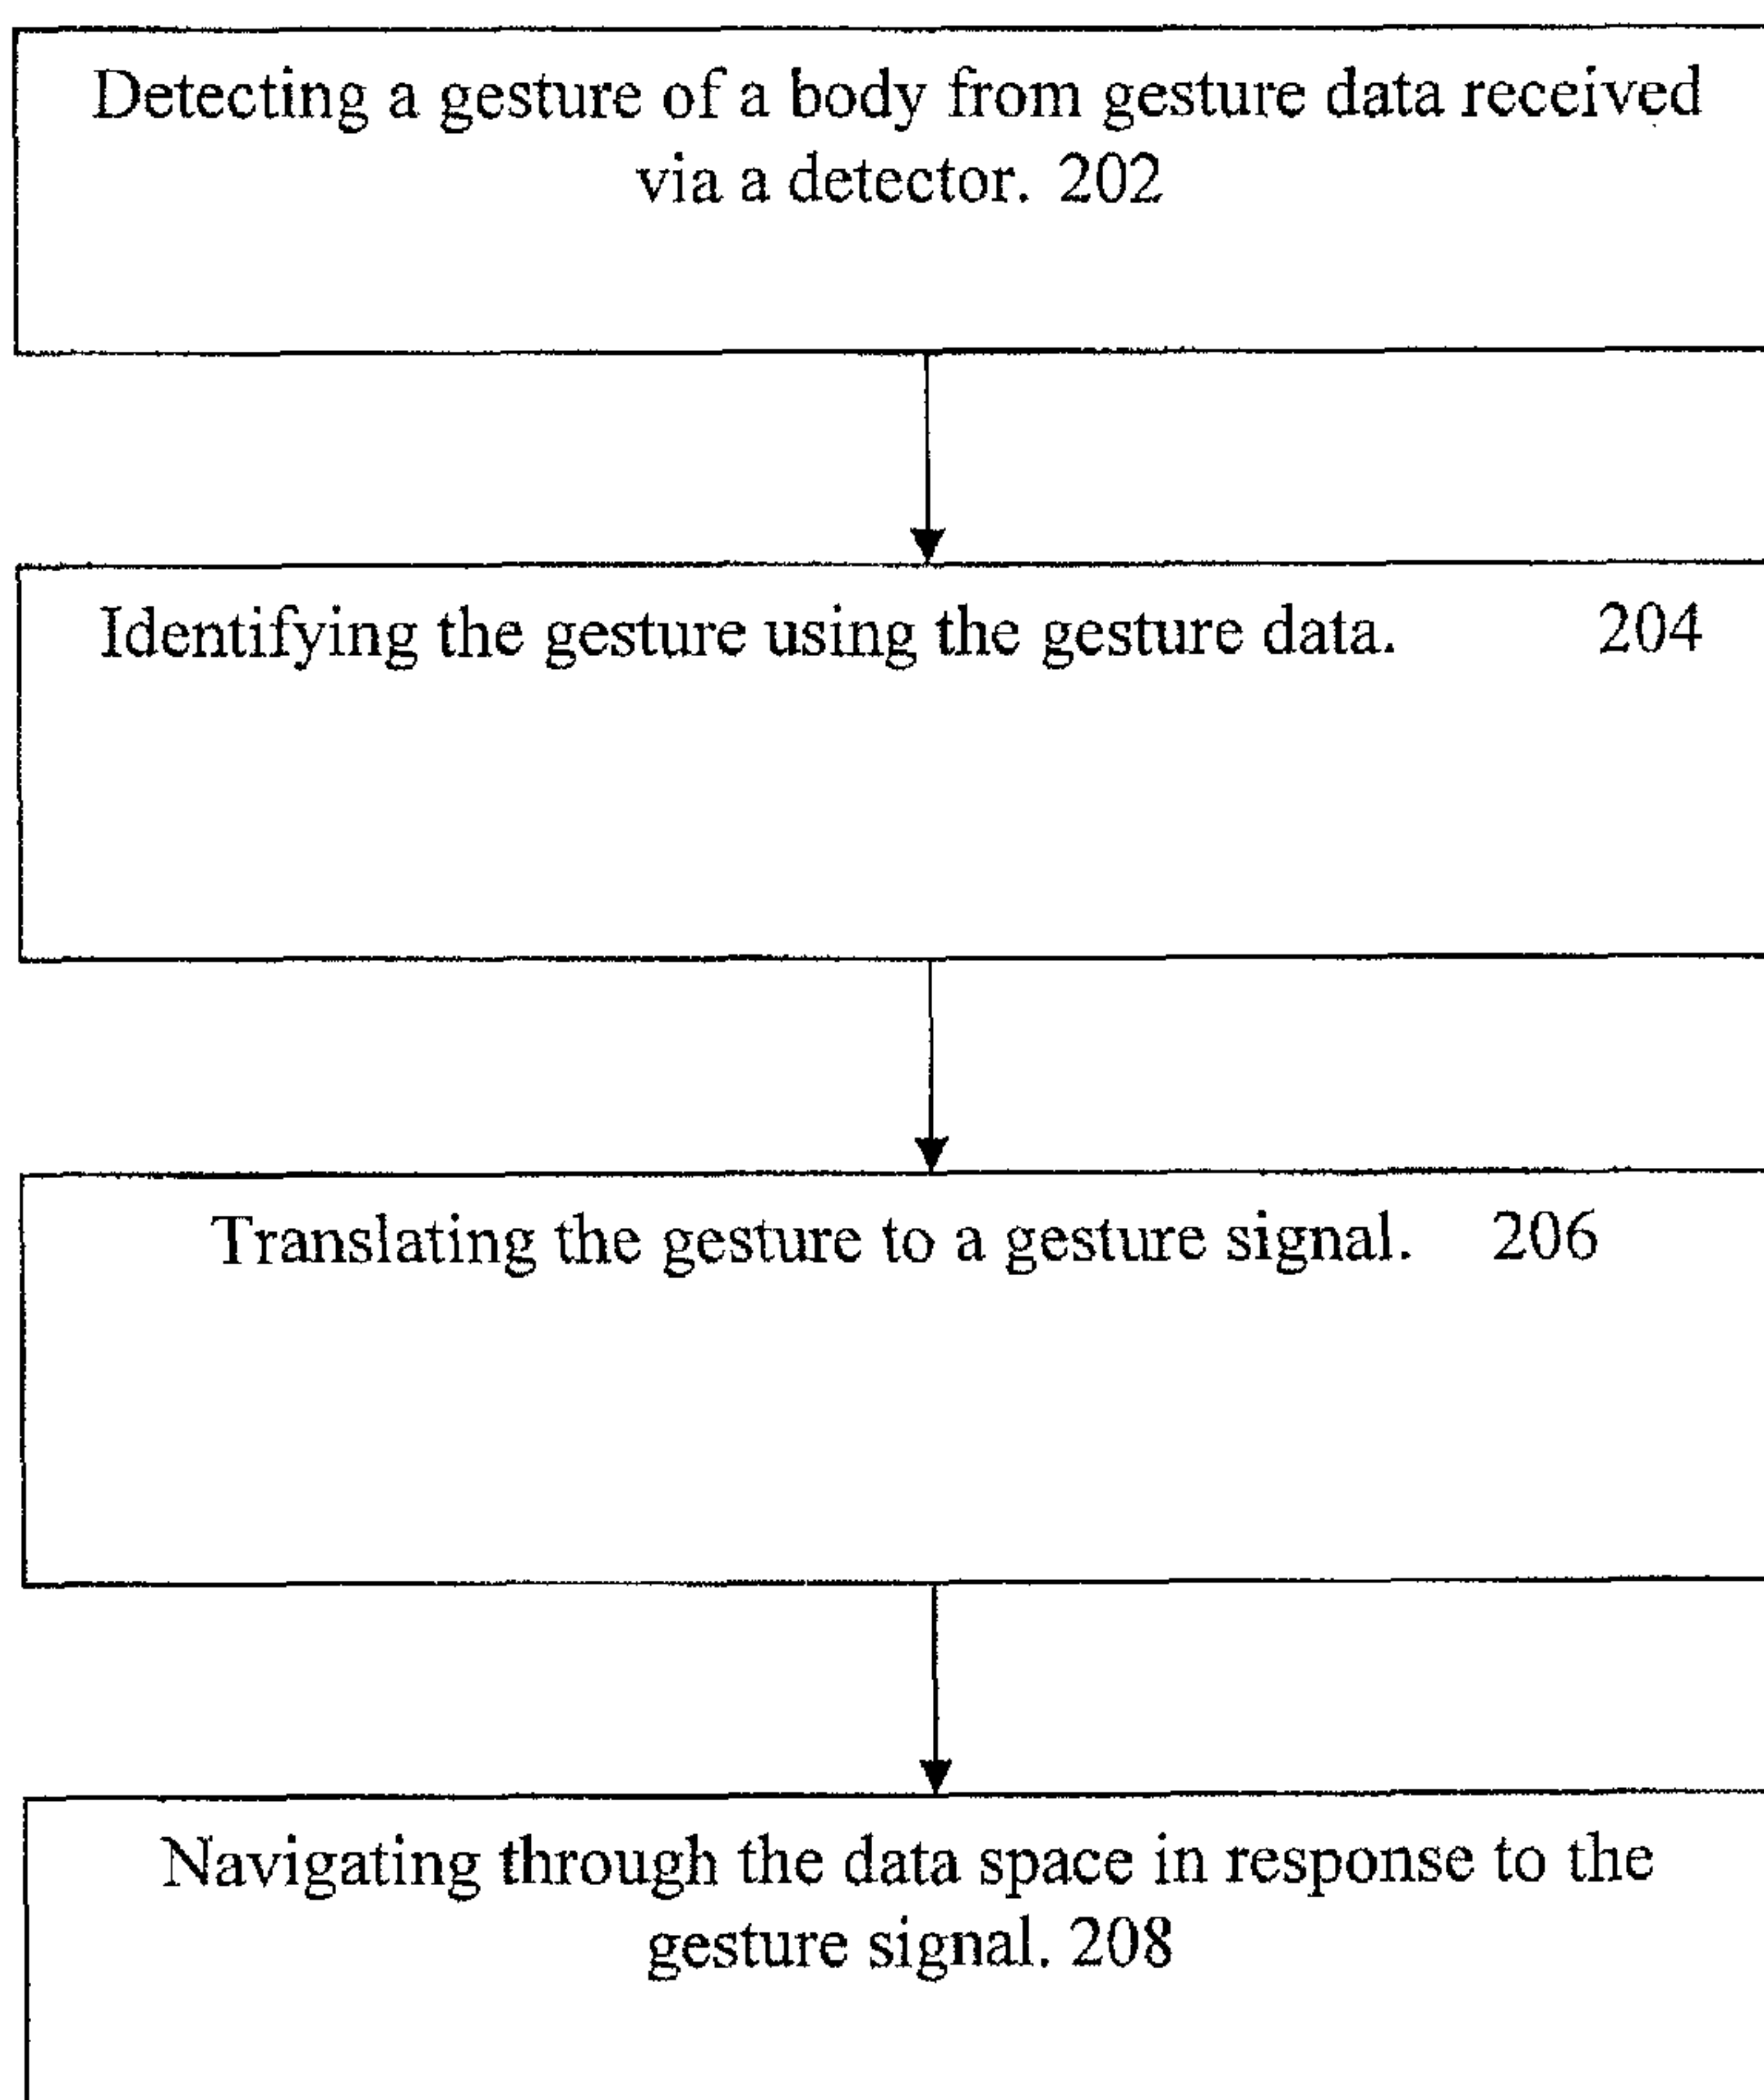 Detecting a gesture of a body from gesture data received
via a detector. 202
Identifying the gesture using the gesture data. 204
Translating the gesture to a gesture signal. 206
Navigating through the data space in response to the
gesture signal. 208